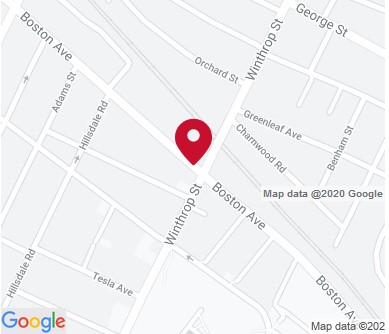 George St
Boston Ave
Winthrop St
Orchard St
Adams St
Hillsdale Rd
Greenleaf Ave
Charnwood Rd
Benham St
Map data @2020 Google
Winthrop St
Boston Ave
Hillsdale Rd
Tesla Ave
Boston Av
Google
Map data ©202